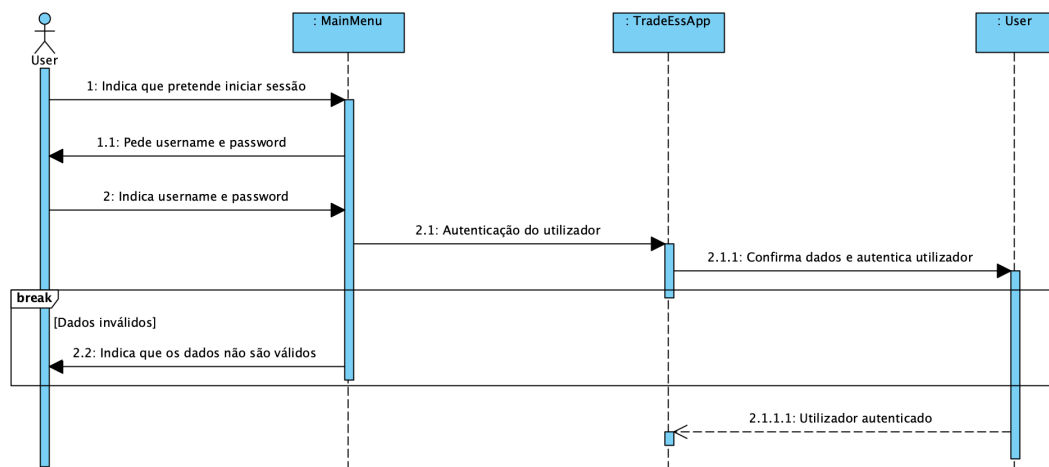 : MainMenu
: TradeEssApp
: User
User
1: Indica que pretende iniciar sessão
1.1: Pede username e password
2: Indica username e password
2.1: Autenticação do utilizador
2.1.1: Confirma dados e autentica utilizador
break
[Dados inválidos]
2.2: Indica que os dados não são válidos
2.1.1.1: Utilizador autenticado